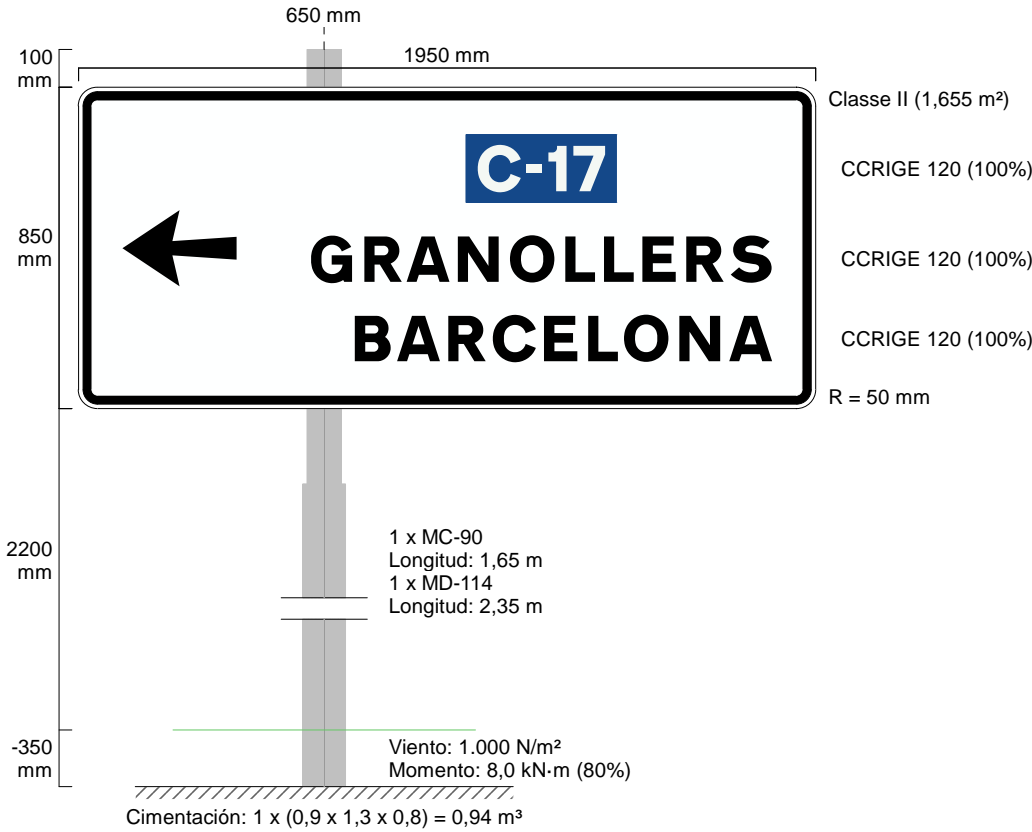 650 mm
100
mm
1950 mm
Classe II (1,655 m²)
C-17
CCRIGE 120 (100%)
850
mm
GRANOLLERS
CCRIGE 120 (100%)
BARCELONA
CCRIGE 120 (100%)
R = 50 mm
2200
mm
1 x MC-90
Longitud: 1,65 m
1 x MD-114
Longitud: 2,35 m
-350
mm
Viento: 1.000 N/m²
Momento: 8,0 kN·m (80%)
Cimentación: 1 x (0,9 x 1,3 x 0,8) = 0,94 m³